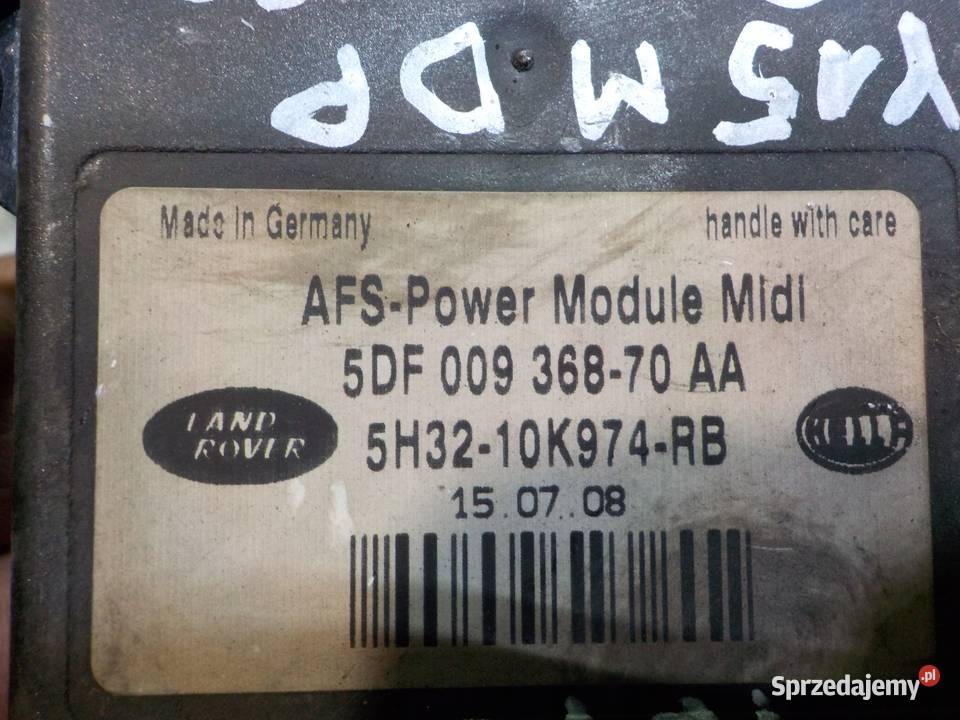 Made In Germany
handle with care
AFS-Power Module Midi
5DF 009 368-70 AA
LAND
ROVER
5H32-10K974-RB
HELLA
15.07.08
Sprzedajemy.pl